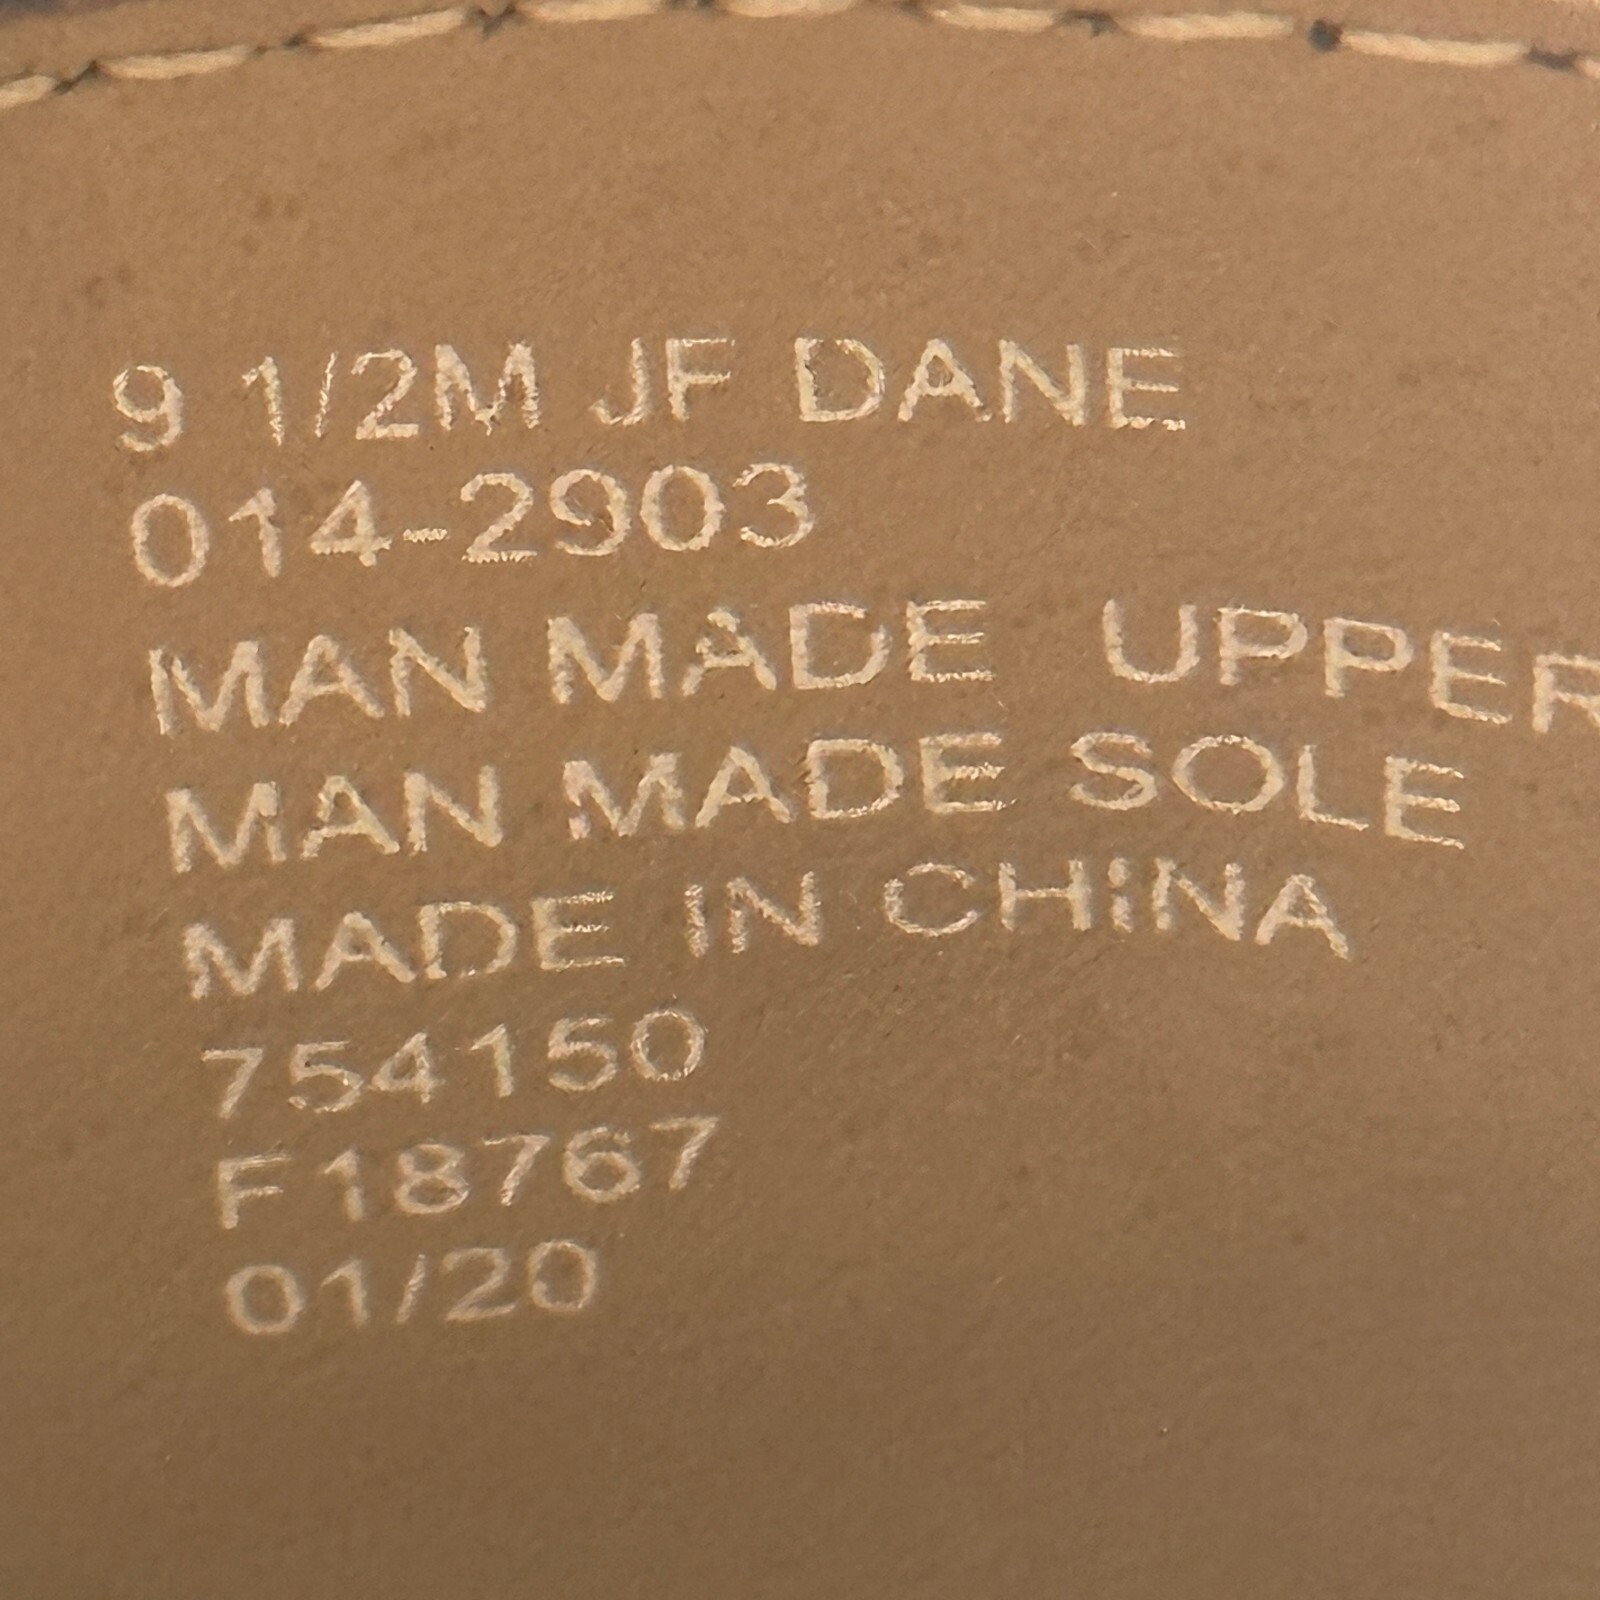 9 1/2M JF DANE
014-2903
MAN MADE UPPER
MAN MADE SOLE
MADE IN CHINA
754150
F18767
01/20